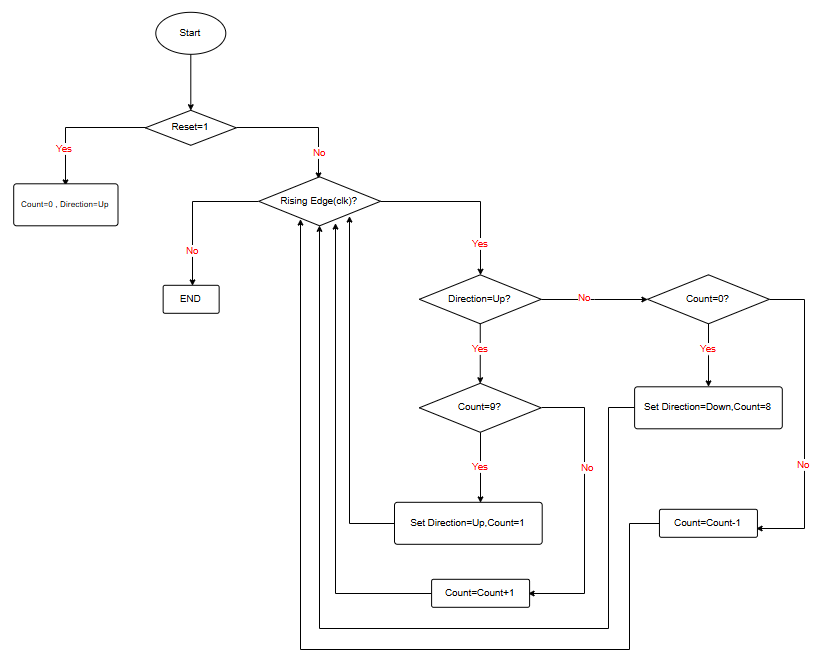 Start
Reset=1
Yes
No
Count=0 , Direction=Up
Rising Edge(clk)?
No
Yes
END
Direction=Up?
No
Count=0?
Yes
Yes
Count=9?
Set Direction=Down,Count=8
Yes
No
No
Set Direction=Up,Count=1
Count=Count-1
Count=Count+1